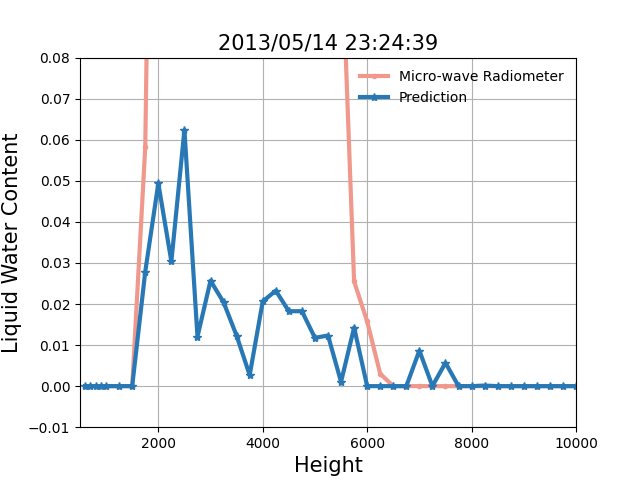 2013/05/14 23:24:39
Micro-wave Radiometer
Prediction
0.08
0.07
0.06
0.05
0.04
0.03
0.02
0.01
0.00
−0.01
Liquid Water Content
2000 4000 6000 8000 10000
Height